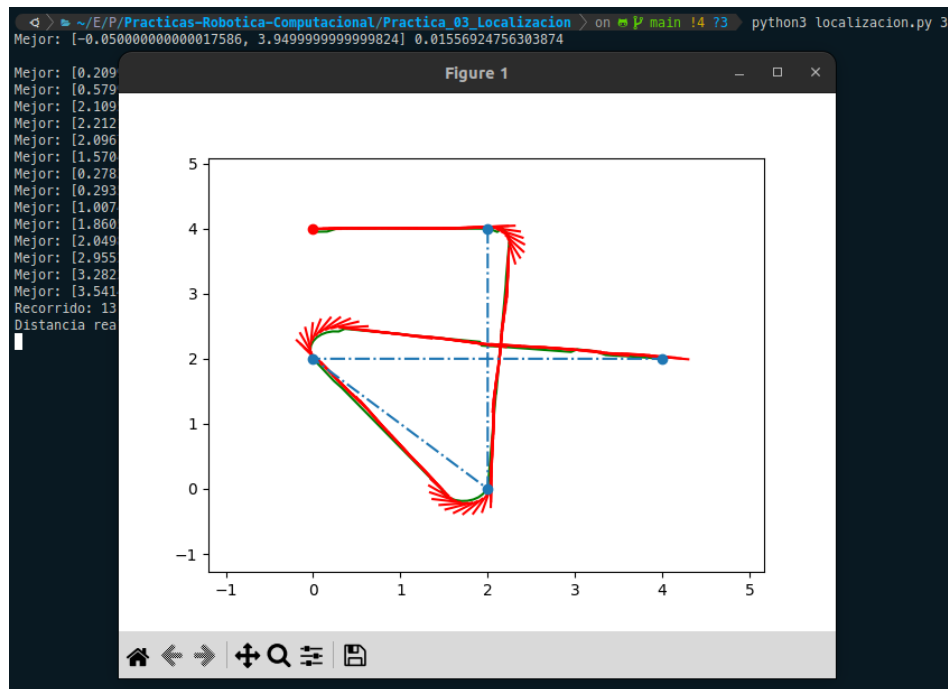 ~/E/P/Practicas-Robotica-Computacional/Practica_03_Localizacion on main !4 ?3 python3 localizacion.py 3
Mejor: [-0.050000000000017586, 3.9499999999999824] 0.01556924756303874
Mejor: [0.209
Mejor: [0.579
Mejor: [2.109
Mejor: [2.212
Mejor: [2.096
Mejor: [1.570
Mejor: [0.278
Mejor: [0.293
Mejor: [1.007
Mejor: [1.860
Mejor: [2.049
Mejor: [2.955
Mejor: [3.282
Mejor: [3.541
Recorrido: 13
Distancia rea
Figure 1
5
4
3
2
1
0
−1
−1 0 1 2 3 4 5